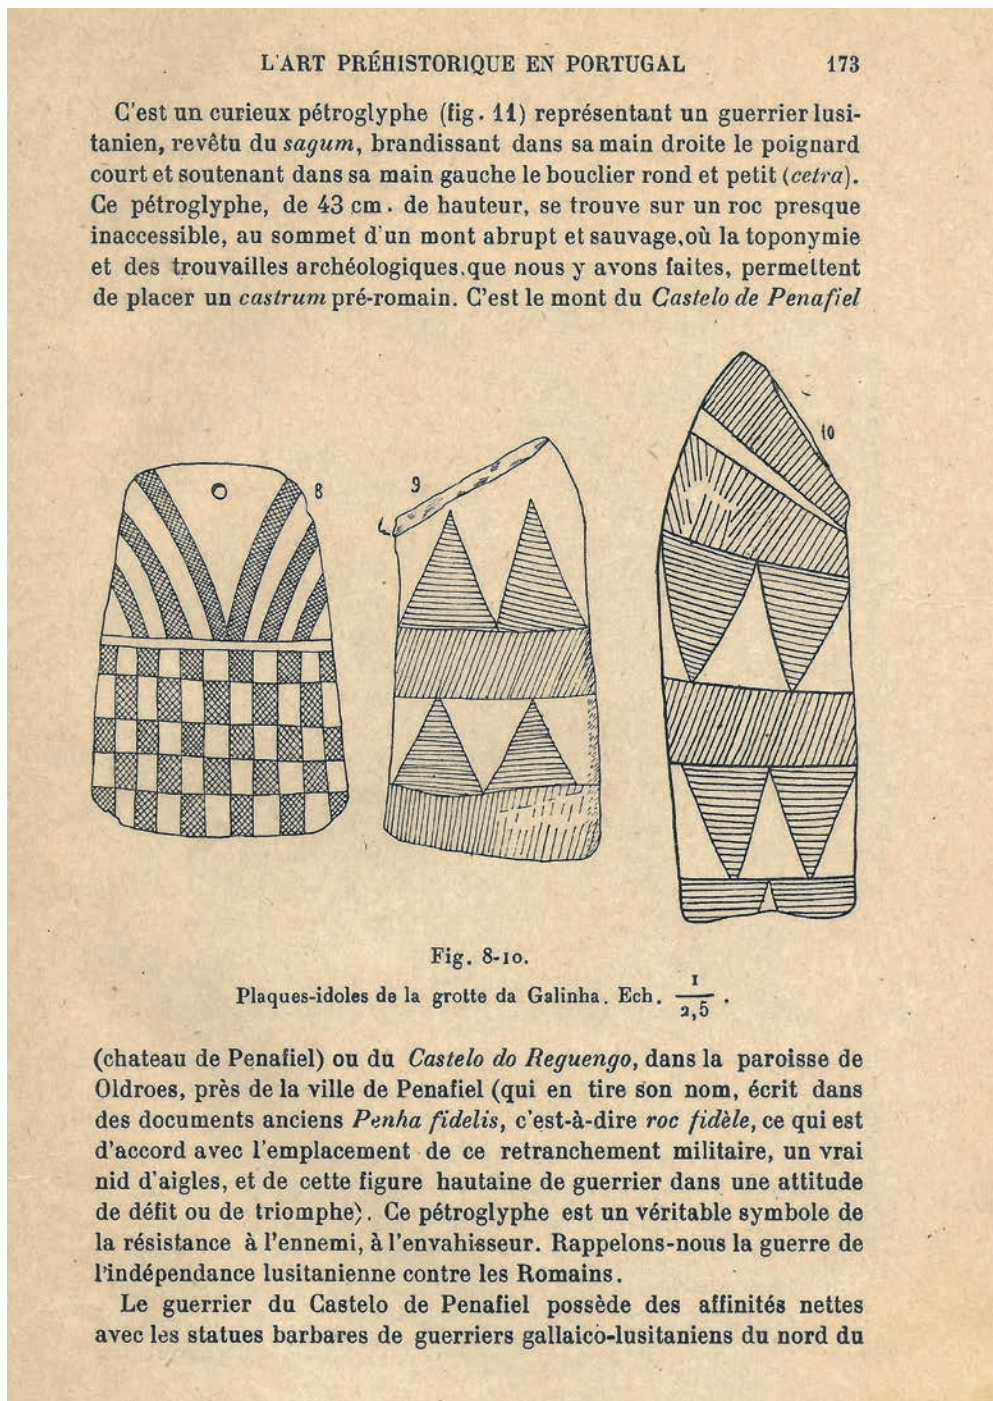 L'ART PRÉHISTORIQUE EN PORTUGAL 173
C'est un curieux pétroglyphe (fig. 11) représentant un guerrier lusi-
tanien, revêtu du sagum, brandissant dans sa main droite le poignard
court et soutenant dans sa main gauche le bouclier rond et petit (cetra).
Ce pétroglyphe, de 43 cm. de hauteur, se trouve sur un roc presque
inaccessible, au sommet d'un mont abrupt et sauvage, où la toponymie
et des trouvailles archéologiques, que nous y avons faites, permettent
de placer un castrum pré-romain. C'est le mont du Castelo de Penafiel
8
9
10
Fig. 8-10.
Plaques-idoles de la grotte da Galinha. Ech. 1/2,5.
(chateau de Penafiel) ou du Castelo do Reguengo, dans la paroisse de
Oldroes, près de la ville de Penafiel (qui en tire son nom, écrit dans
des documents anciens Penha fidelis, c'est-à-dire roc fidèle, ce qui est
d'accord avec l'emplacement de ce retranchement militaire, un vrai
nid d'aigles, et de cette figure hautaine de guerrier dans une attitude
de défit ou de triomphe). Ce pétroglyphe est un véritable symbole de
la résistance à l'ennemi, à l'envahisseur. Rappelons-nous la guerre de
l'indépendance lusitanienne contre les Romains.
Le guerrier du Castelo de Penafiel possède des affinités nettes
avec les statues barbares de guerriers gallaico-lusitaniens du nord du